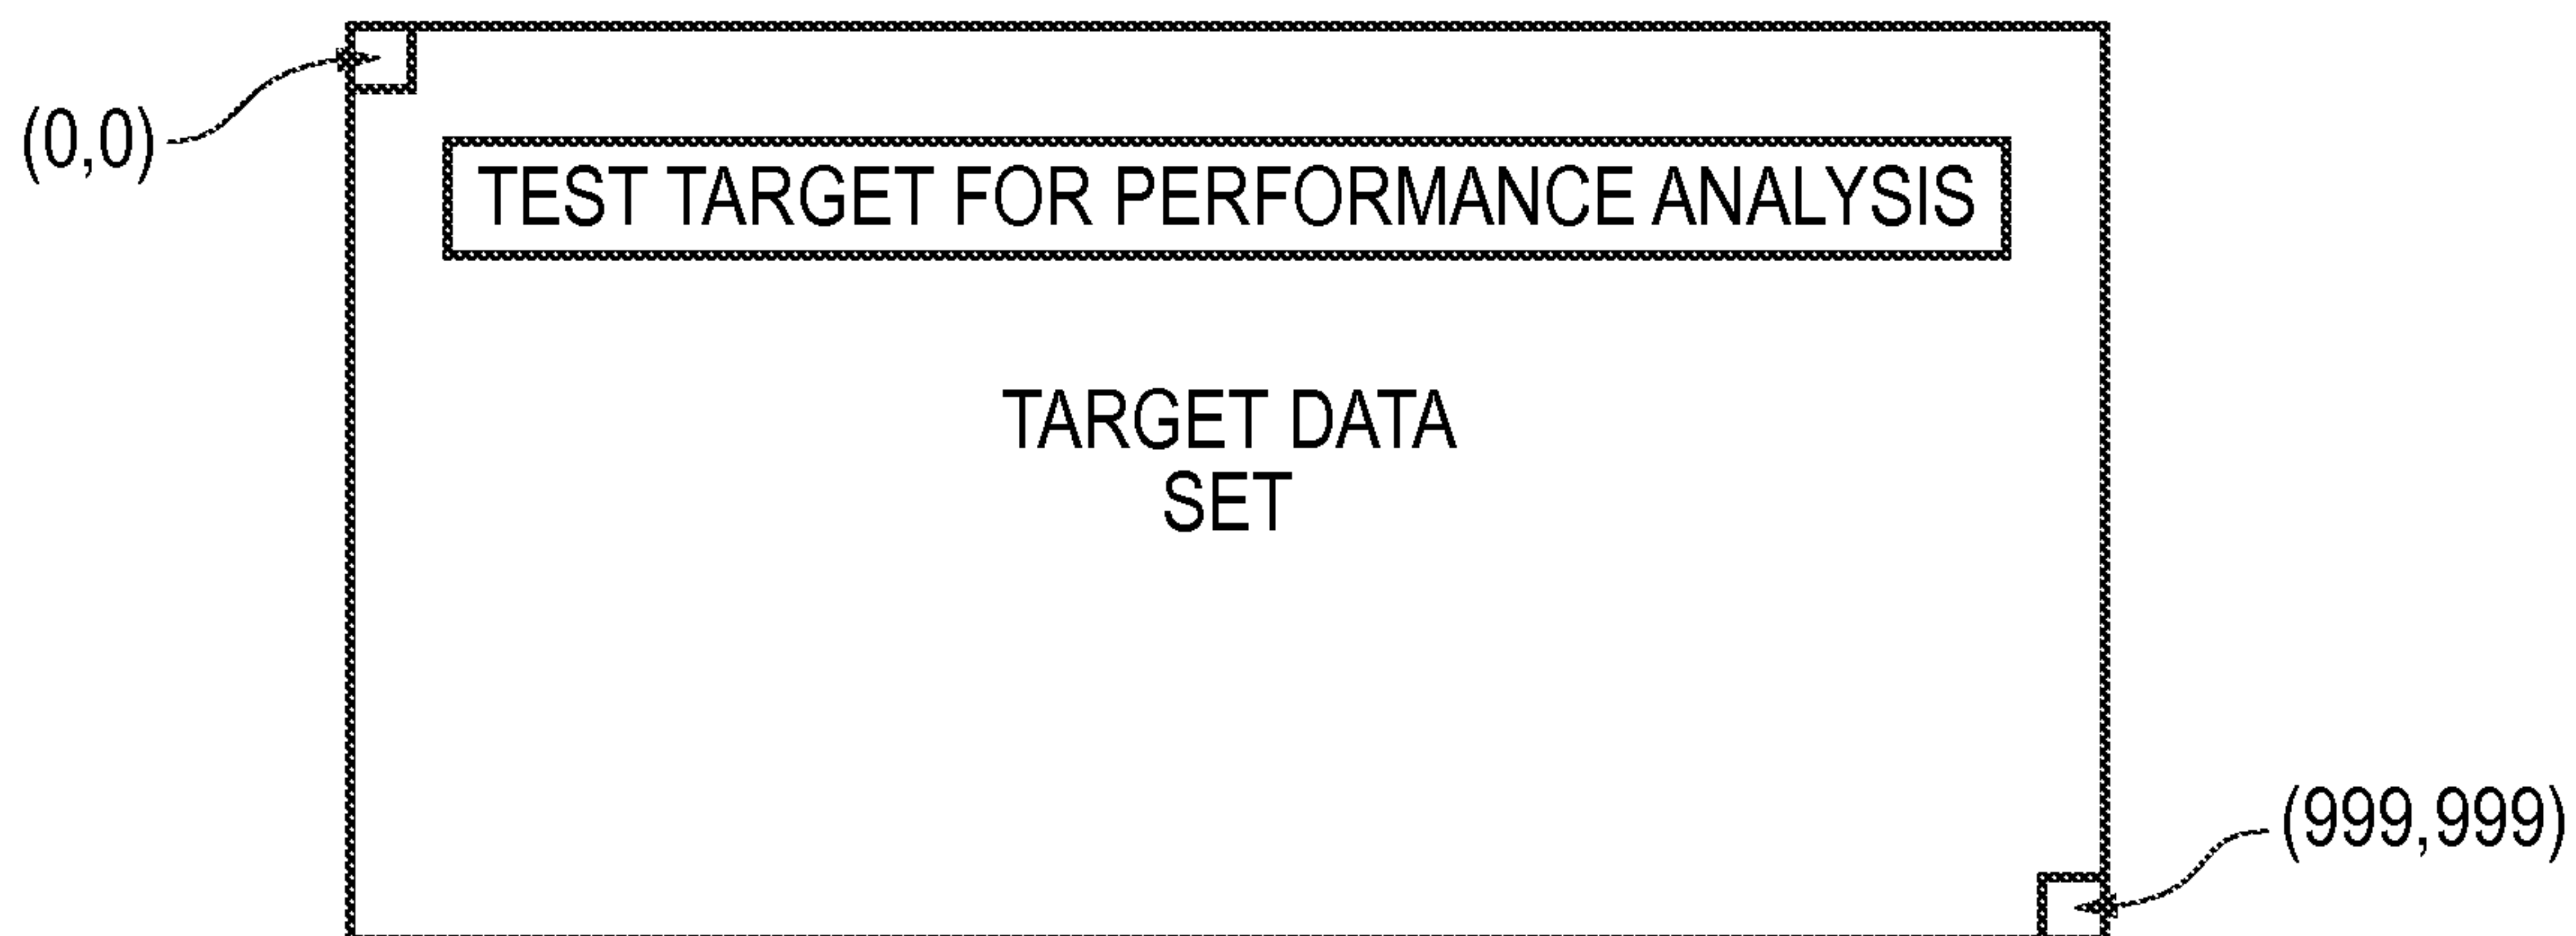 (0,0)
TEST TARGET FOR PERFORMANCE ANALYSIS
TARGET DATA
SET
(999,999)